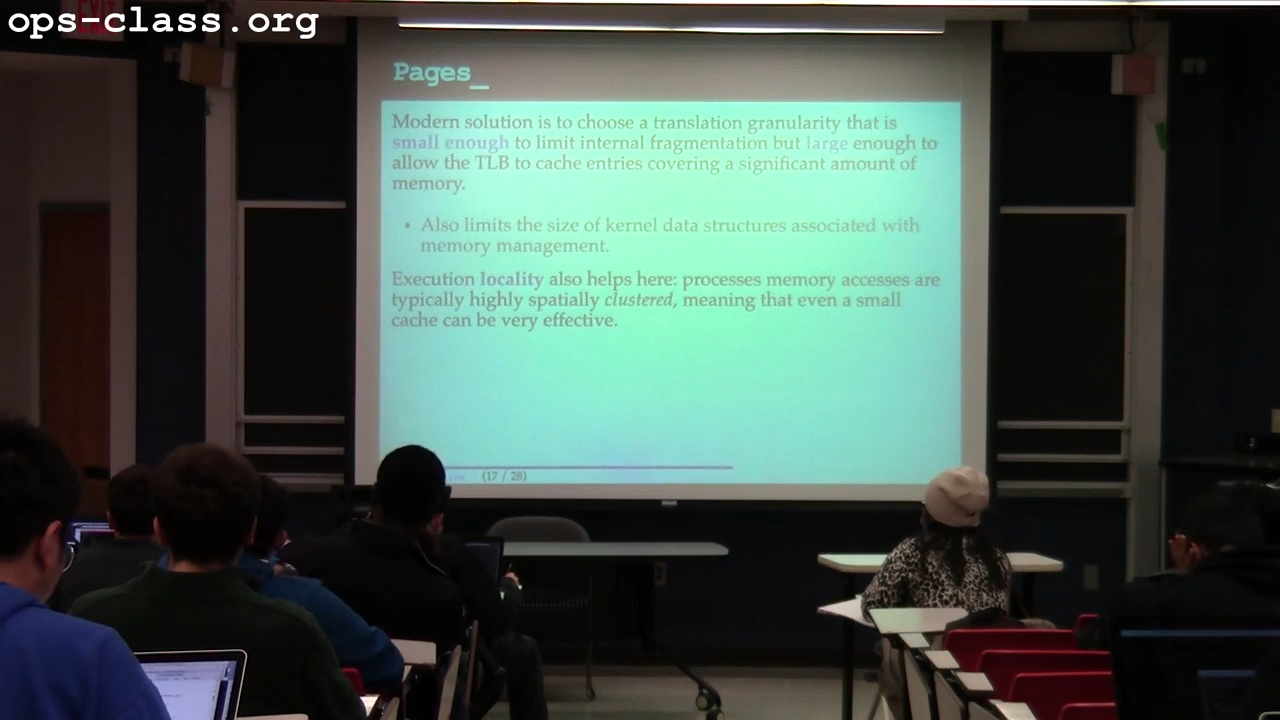 ops-class.org
EXIT
Pages_
Modern solution is to choose a translation granularity that is
small enough to limit internal fragmentation but large enough to
allow the TLB to cache entries covering a significant amount of
memory.
• Also limits the size of kernel data structures associated with
memory management.
Execution locality also helps here: processes memory accesses are
typically highly spatially clustered, meaning that even a small
cache can be very effective.
(17 / 28)